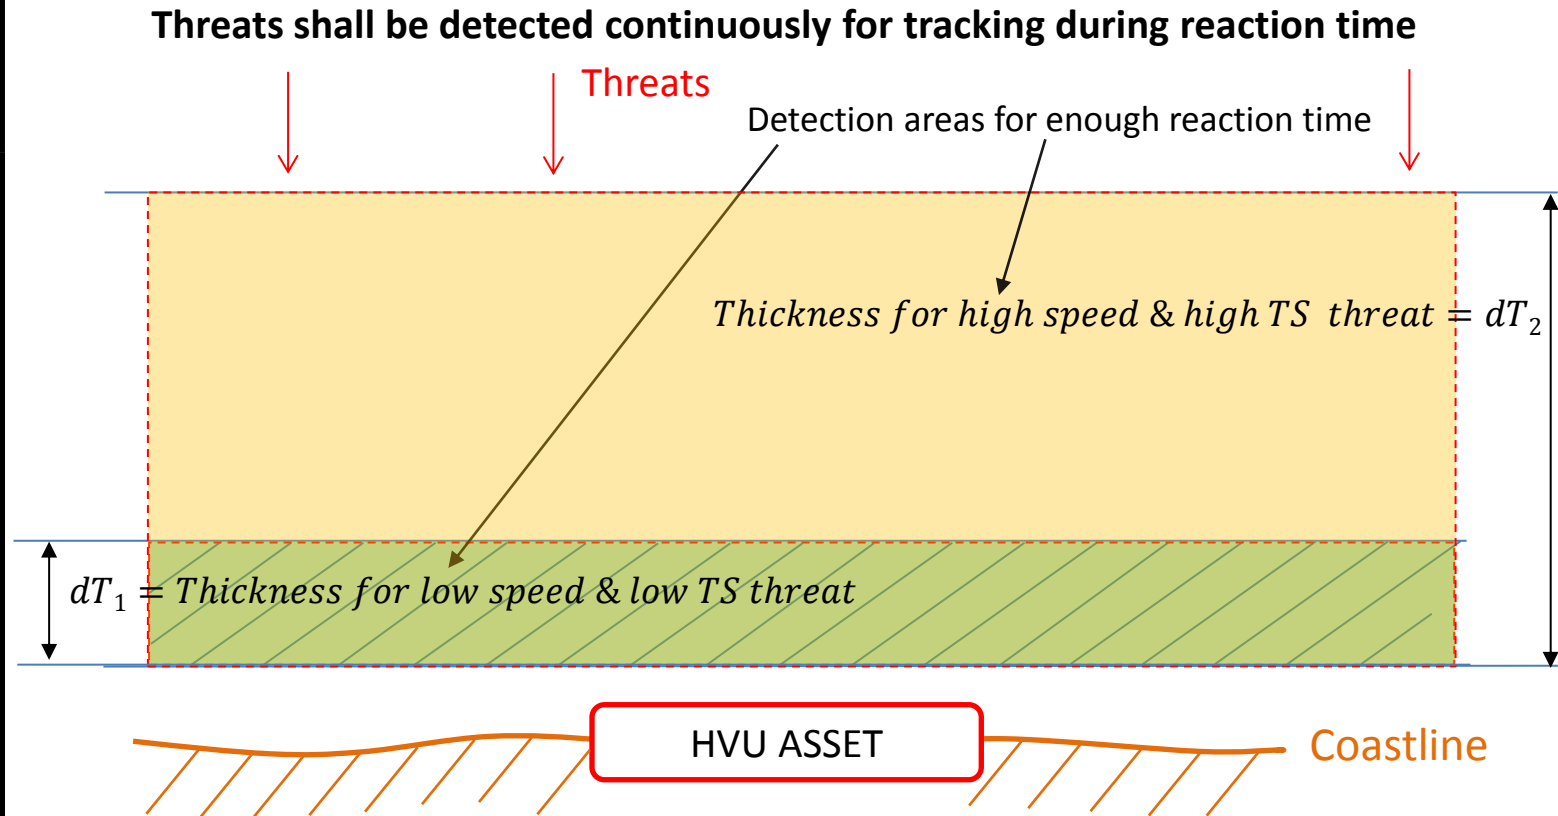 Threats shall be detected continuously for tracking during reaction time
Threats
Detection areas for enough reaction time
Thickness for high speed & high TS threat = dT₂
dT₁ = Thickness for low speed & low TS threat
HVU ASSET
Coastline